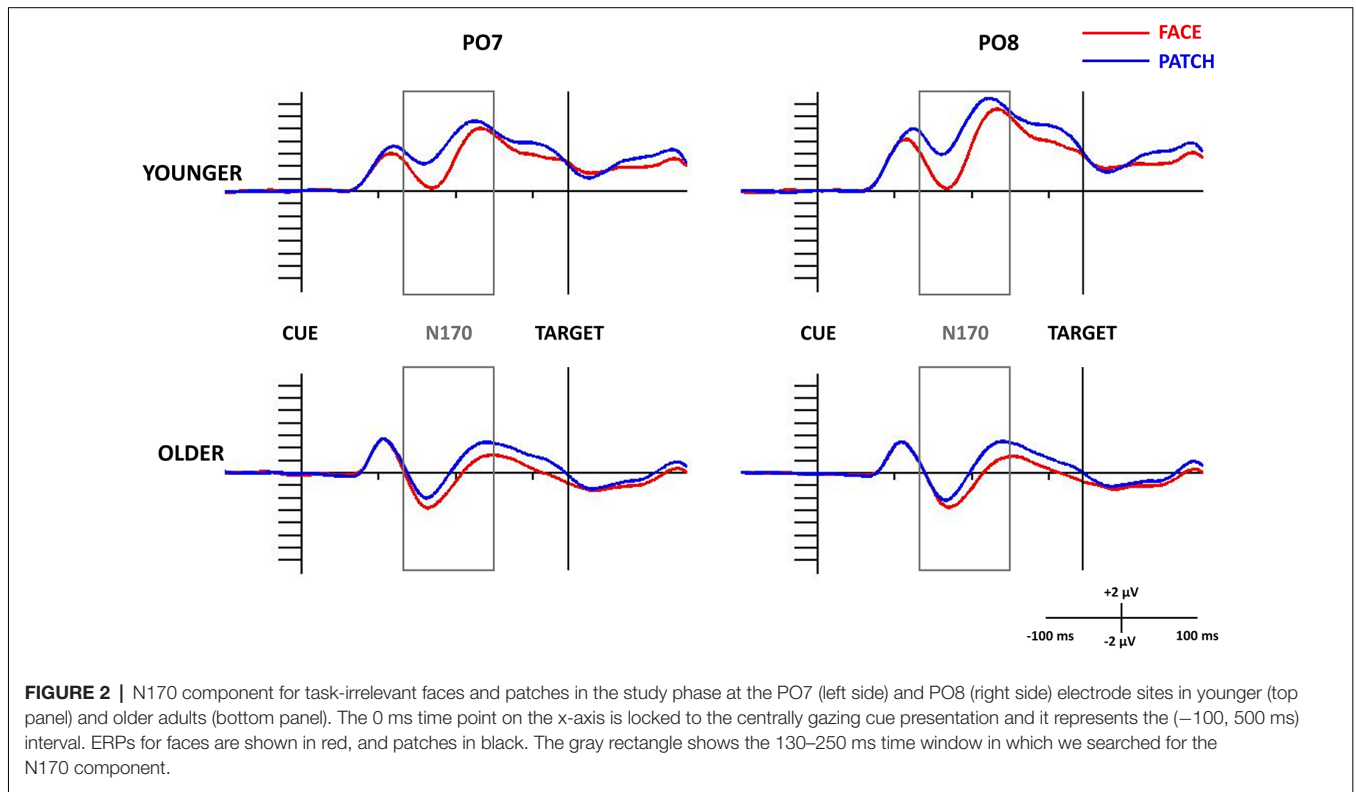 PO7
PO8
FACE
PATCH
YOUNGER
CUE
N170
TARGET
CUE
N170
TARGET
OLDER
+2 µV
-100 ms
-2 µV
100 ms
FIGURE 2 | N170 component for task-irrelevant faces and patches in the study phase at the PO7 (left side) and PO8 (right side) electrode sites in younger (top
panel) and older adults (bottom panel). The 0 ms time point on the x-axis is locked to the centrally gazing cue presentation and it represents the (−100, 500 ms)
interval. ERPs for faces are shown in red, and patches in black. The gray rectangle shows the 130–250 ms time window in which we searched for the
N170 component.